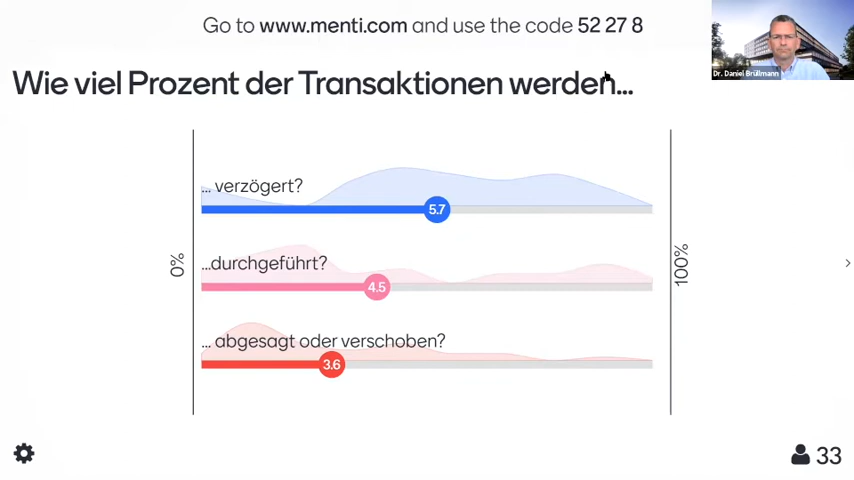 Go to www.menti.com and use the code 52 27 8
Dr. Daniel Brüllmann
Wie viel Prozent der Transaktionen werden...
0%
100%
... verzögert?
5.7
...durchgeführt?
4.5
... abgesagt oder verschoben?
3.6
33